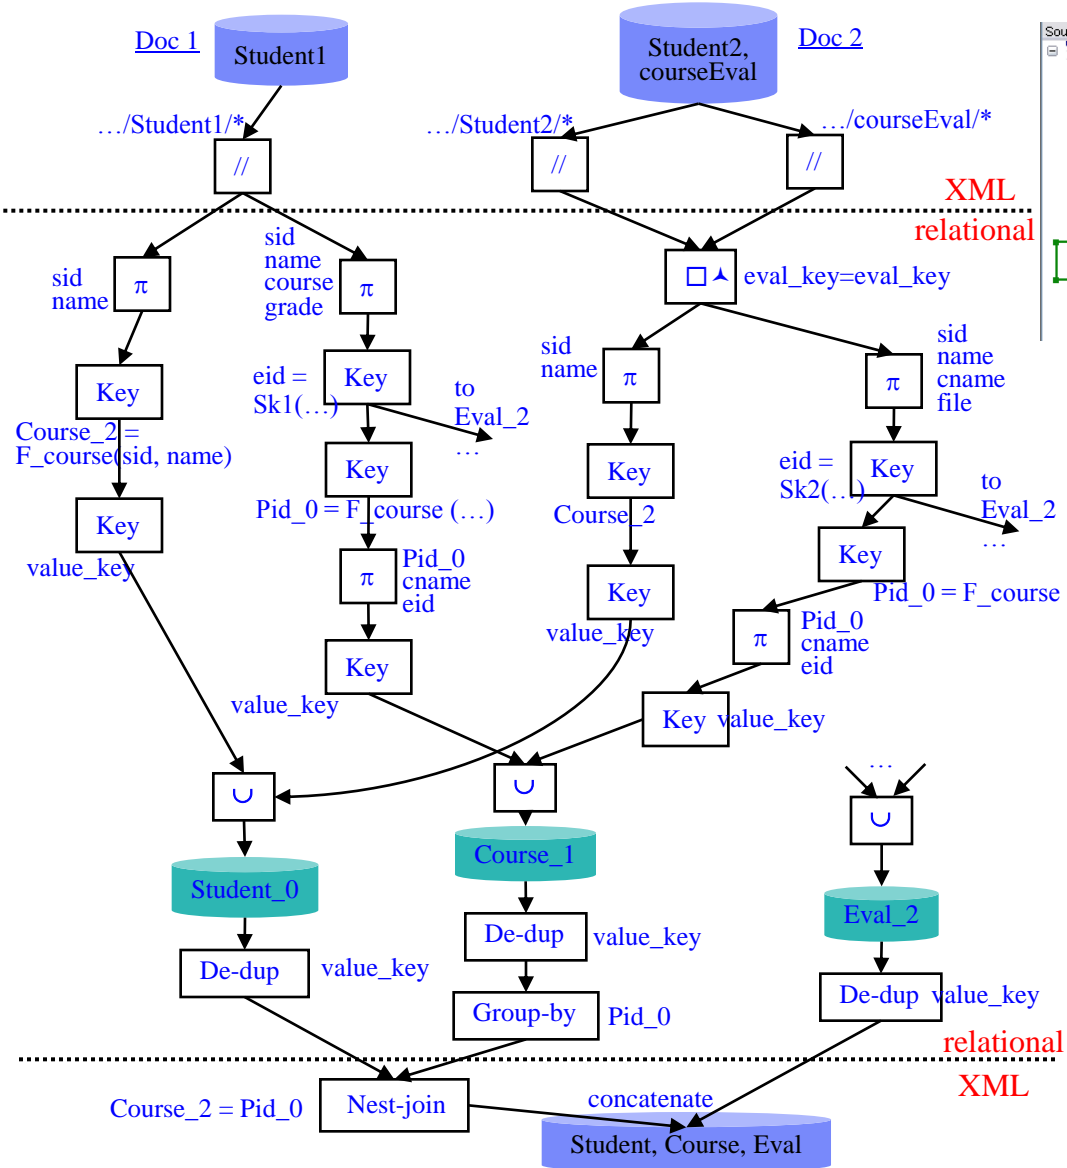 Doc 1
Student1
Student2,
courseEval
Doc 2
Sou
…/Student1/*
…/Student2/*
…/courseEval/*
//
//
//
XML
relational
sid
name
π
sid
name
course
grade
π
eval_key=eval_key
sid
name
π
sid
name
cname
file
π
Key
Course_2 =
F_course(sid, name)
eid =
Sk1(…)
Key
to
Eval_2
…
Key
Course_2
eid =
Sk2(…)
Key
to
Eval_2
…
Key
value_key
Key
Pid_0 = F_course (…)
Key
value_key
Key
Pid_0 = F_course
π
Pid_0
cname
eid
π
Pid_0
cname
eid
Key
value_key
Key
value_key
∪
∪
…
∪
Student_0
Course_1
Eval_2
De-dup
value_key
De-dup
value_key
De-dup
value_key
Group-by
Pid_0
relational
XML
Course_2 = Pid_0
Nest-join
concatenate
Student, Course, Eval